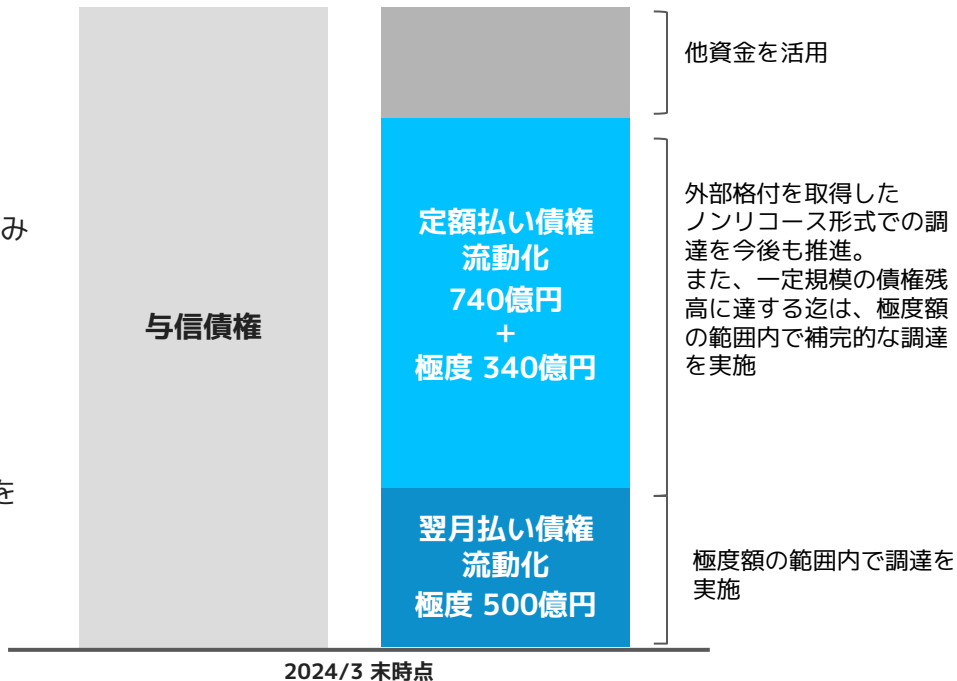 み
を
与信債権
定額払い債権
流動化
740億円
+
極度 340億円
翌月払い債権
流動化
極度 500億円
他資金を活用
外部格付を取得した
ノンリコース形式での調
達を今後も推進。
また、一定規模の債権残
高に達する迄は、極度額
の範囲内で補完的な調達
を実施
極度額の範囲内で調達を
実施
2024/3 末時点